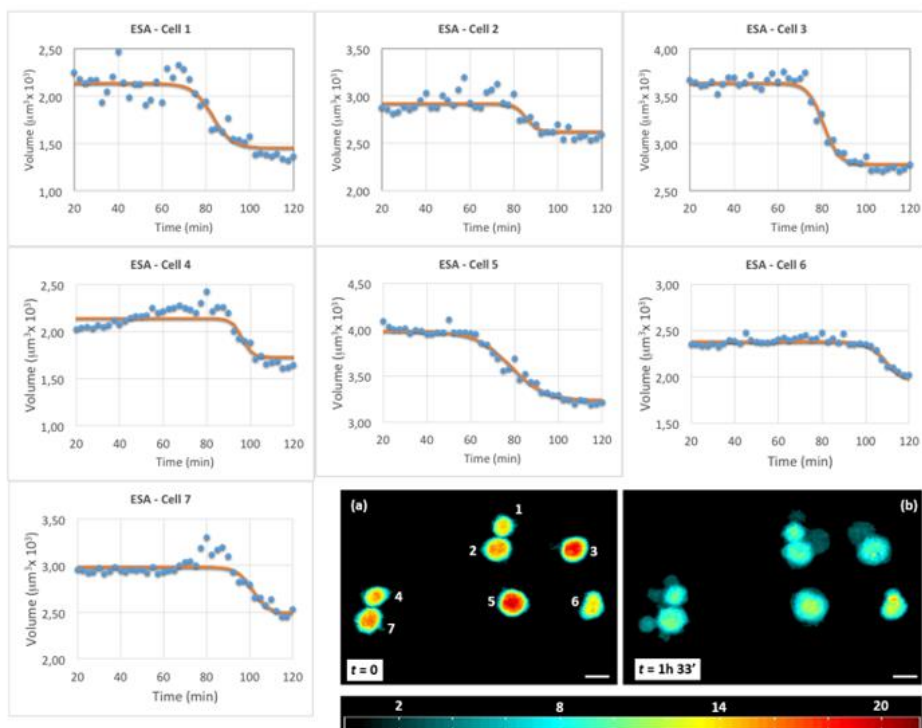 ESA - Cell 1
Volume (μm³x 10³)
2,50
2,00
1,50
1,00
20 40 60 80 100 120
Time (min)
ESA - Cell 2
Volume (μm³x 10³)
3,50
3,00
2,50
2,00
20 40 60 80 100 120
Time (min)
ESA - Cell 3
Volume (μm³x 10³)
4,00
3,50
3,00
2,50
20 40 60 80 100 120
Time (min)
ESA - Cell 4
Volume (μm³x 10³)
2,50
2,00
1,50
1,00
20 40 60 80 100 120
Time (min)
ESA - Cell 5
Volume (μm³x 10³)
4,50
4,00
3,50
3,00
20 40 60 80 100 120
Time (min)
ESA - Cell 6
Volume (μm³x 10³)
3,00
2,50
2,00
1,50
20 40 60 80 100 120
Time (min)
ESA - Cell 7
Volume (μm³x 10³)
3,50
3,00
2,50
2,00
20 40 60 80 100 120
Time (min)
(a)
1
2
3
4
5
6
7
t = 0
(b)
t = 1h 33’
2 8 14 20